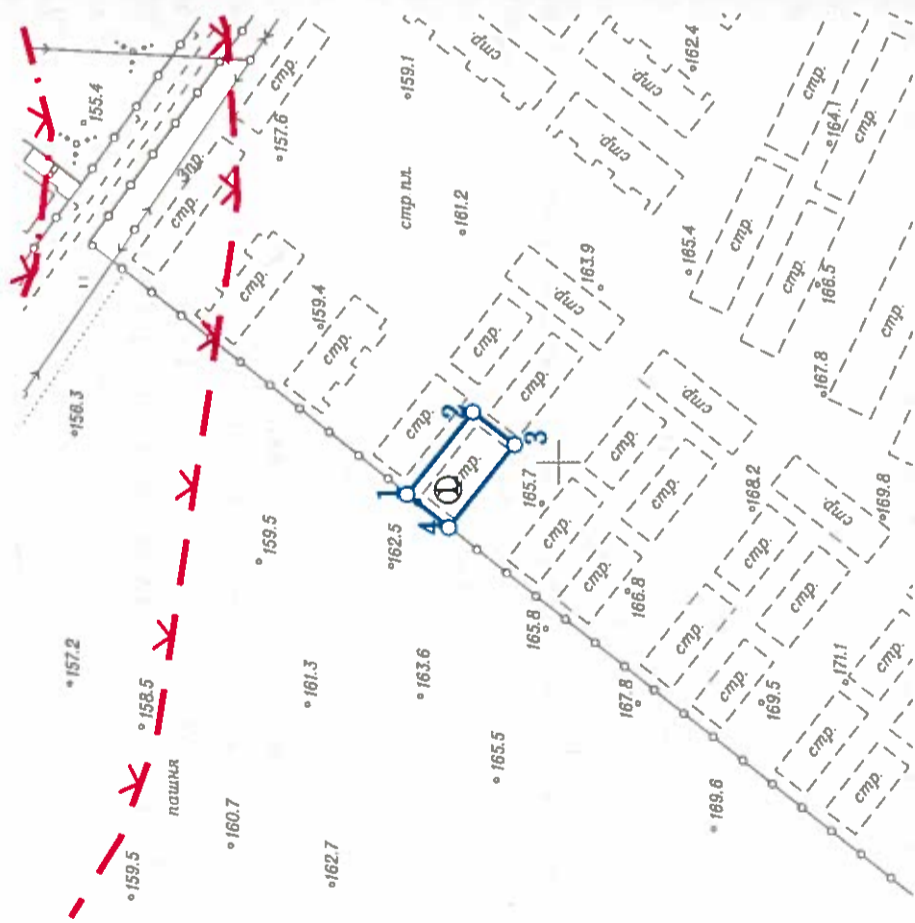 155.4
стр.
157.6
3пр.
стр.
159.1
стр.
162.4
стр.
стр.
164.1
стр.
стр.
стр пл.
161.2
стр.
165.4
стр.
166.5
стр.
163.9
стр.
стр.
159.4
стр.
стр.
156.3
167.8
стр.
стр.
стр.
2
3
стр.
1
1
4
165.7
стр.
стр.
162.5
159.5
168.2
стр.
169.8
стр.
стр.
166.8
стр.
165.8
стр.
стр.
157.2
158.5
161.3
163.6
167.8
стр.
169.5
171.1
стр.
стр.
стр.
165.5
пашня
160.7
169.6
159.5
162.7